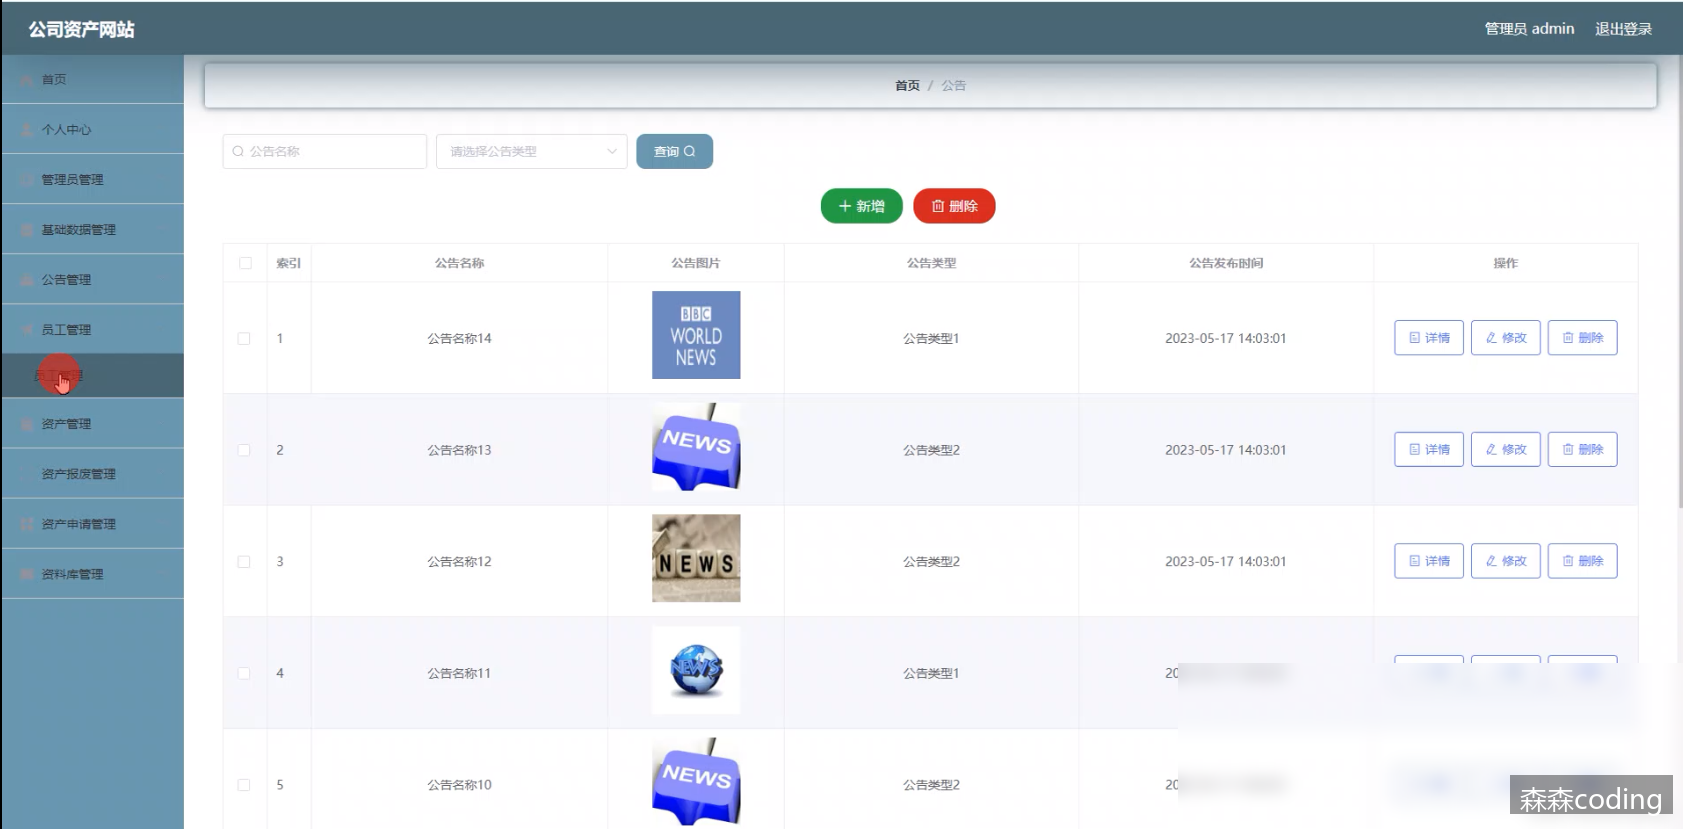 公司资产网站
管理员 admin 退出登录
首页
个人中心
管理员管理
基础数据管理
公告管理
员工管理
员工管理
资产管理
资产报废管理
资产申请管理
资料库管理
首页 / 公告
公告名称 请选择公告类型 查询
新增 删除
索引 公告名称 公告图片 公告类型 公告发布时间 操作
BBC
WORLD
NEWS
1 公告名称14 公告类型1 2023-05-17 14:03:01 详情 修改 删除
NEWS
2 公告名称13 公告类型2 2023-05-17 14:03:01 详情 修改 删除
NEWS
3 公告名称12 公告类型2 2023-05-17 14:03:01 详情 修改 删除
NEWS
4 公告名称11 公告类型1
NEWS
5 公告名称10 公告类型2
森森coding